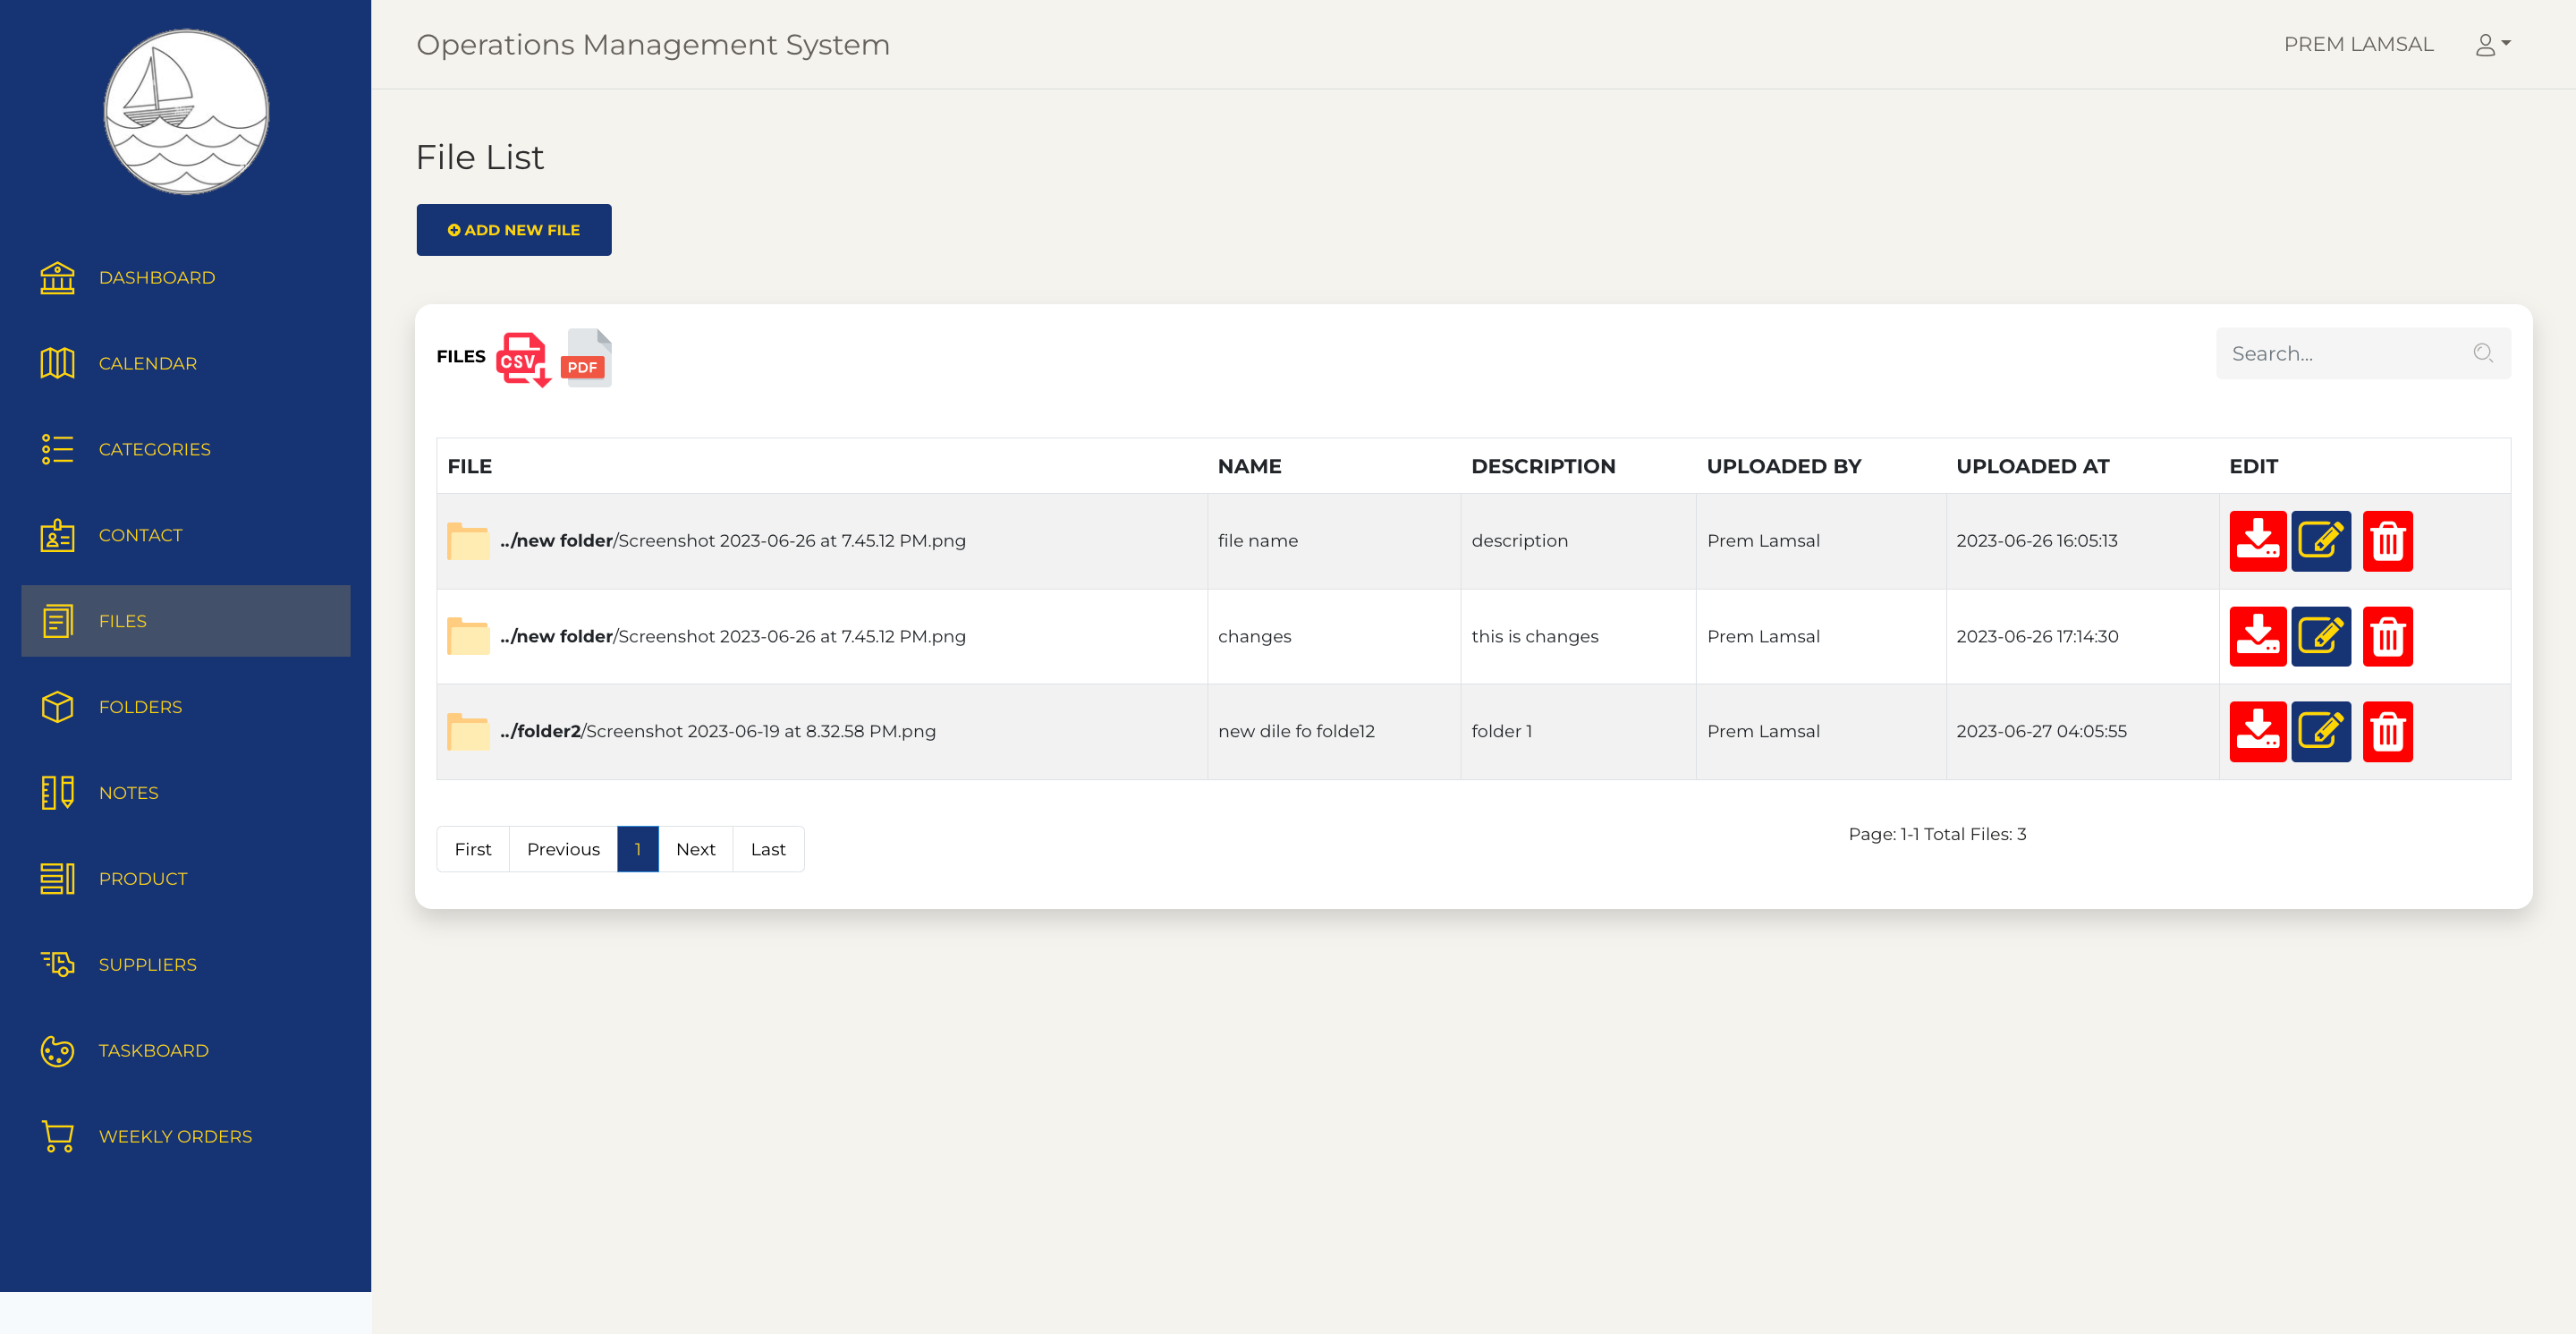 Operations Management System
PREM LAMSAL
DASHBOARD
CALENDAR
CATEGORIES
CONTACT
FILES
FOLDERS
NOTES
PRODUCT
SUPPLIERS
TASKBOARD
WEEKLY ORDERS
File List
ADD NEW FILE
FILES CSV PDF
Search...
FILE NAME DESCRIPTION UPLOADED BY UPLOADED AT EDIT
../new folder/Screenshot 2023-06-26 at 7.45.12 PM.png file name description Prem Lamsal 2023-06-26 16:05:13
../new folder/Screenshot 2023-06-26 at 7.45.12 PM.png changes this is changes Prem Lamsal 2023-06-26 17:14:30
../folder2/Screenshot 2023-06-19 at 8.32.58 PM.png new dile fo folde12 folder 1 Prem Lamsal 2023-06-27 04:05:55
First Previous 1 Next Last
Page: 1-1 Total Files: 3